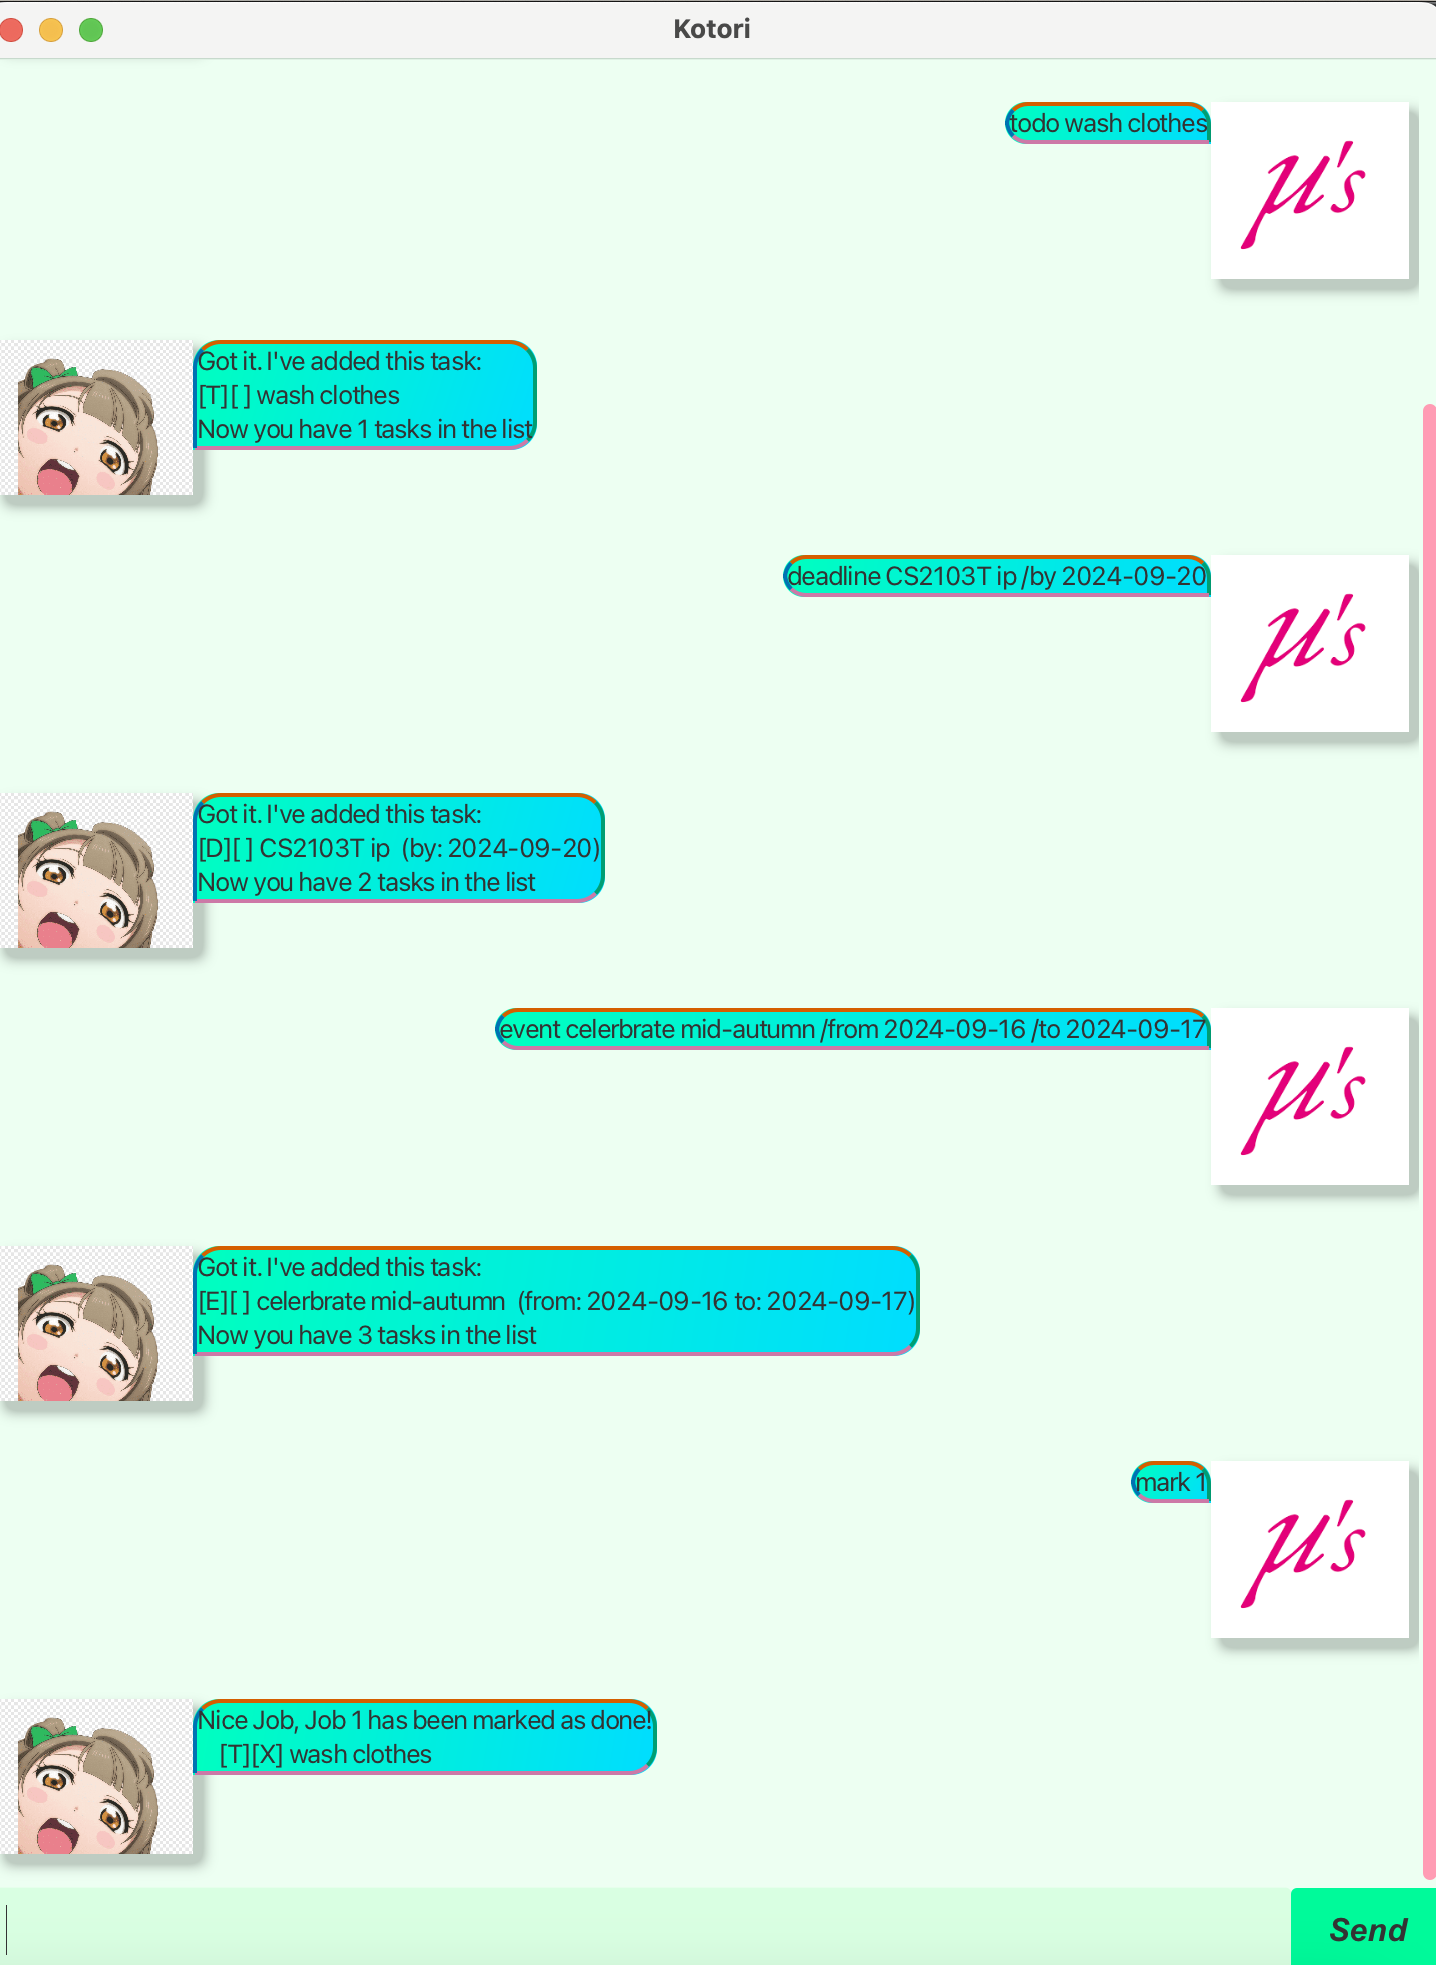 Kotori
todo wash clothes
μ's
Got it. I've added this task:
[T][ ] wash clothes
Now you have 1 tasks in the list
deadline CS2103T ip /by 2024-09-20
μ's
Got it. I've added this task:
[D][ ] CS2103T ip  (by: 2024-09-20)
Now you have 2 tasks in the list
event celerbrate mid-autumn /from 2024-09-16 /to 2024-09-17
μ's
Got it. I've added this task:
[E][ ] celerbrate mid-autumn  (from: 2024-09-16 to: 2024-09-17)
Now you have 3 tasks in the list
mark 1
μ's
Nice Job, Job 1 has been marked as done!
[T][X] wash clothes
Send